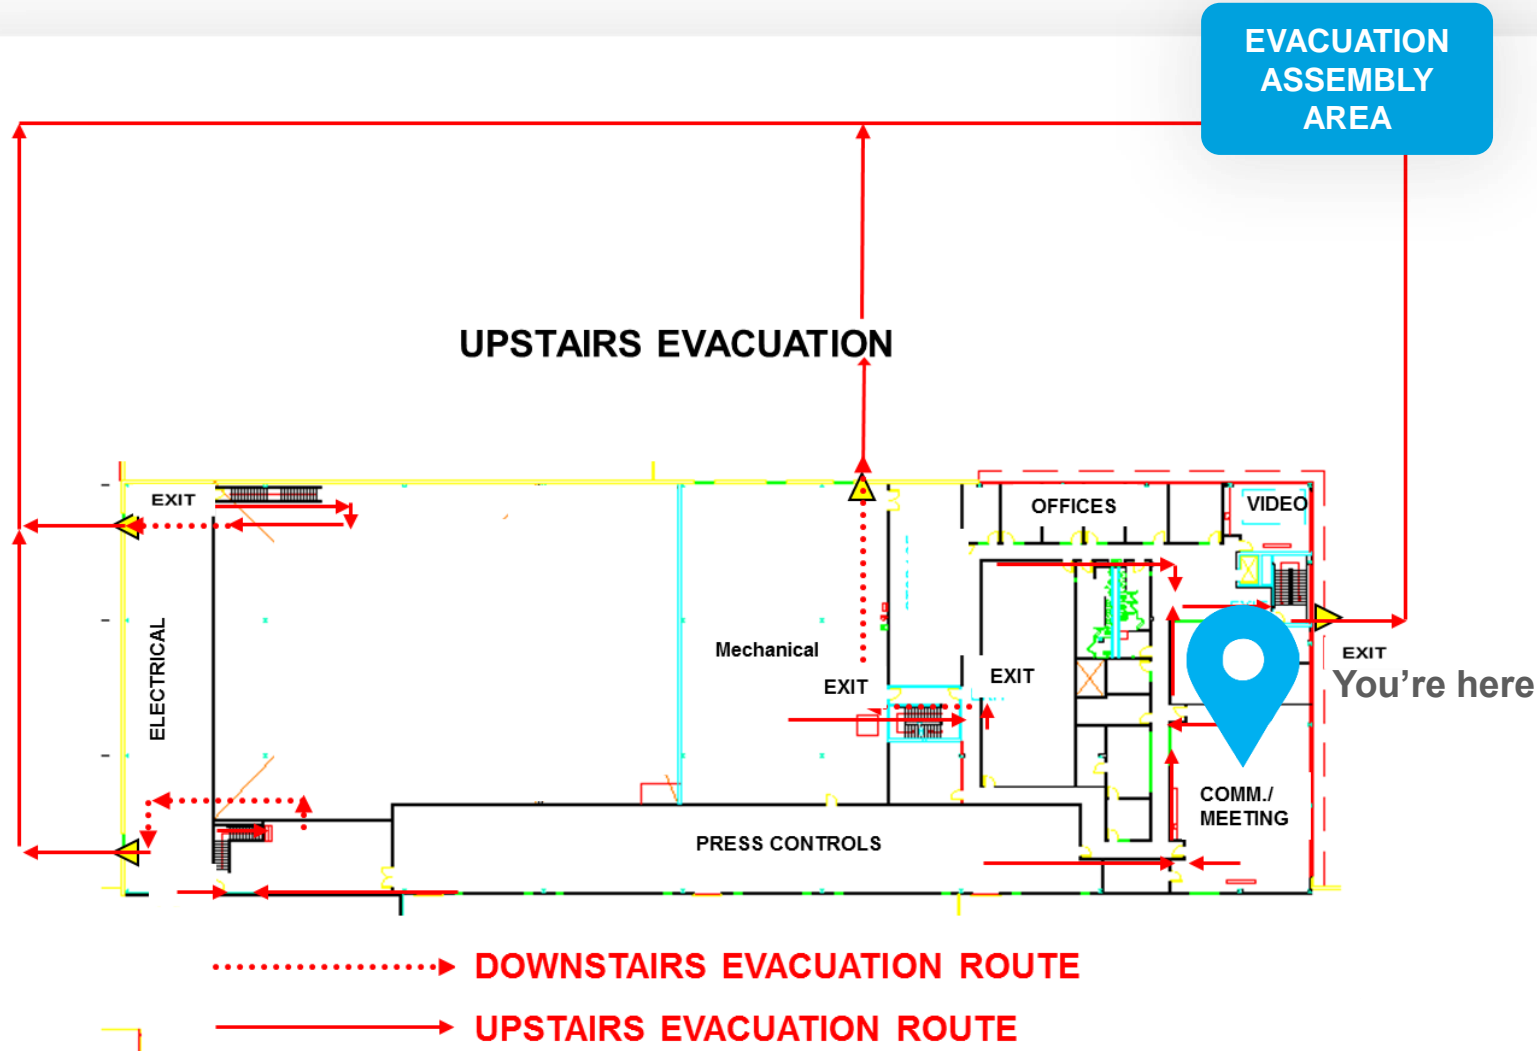 EVACUATION
ASSEMBLY
AREA
UPSTAIRS EVACUATION
EXIT
OFFICES
VIDEO
ELECTRICAL
Mechanical
EXIT
EXIT
EXIT
You're here
COMM./
MEETING
PRESS CONTROLS
DOWNSTAIRS EVACUATION ROUTE
UPSTAIRS EVACUATION ROUTE